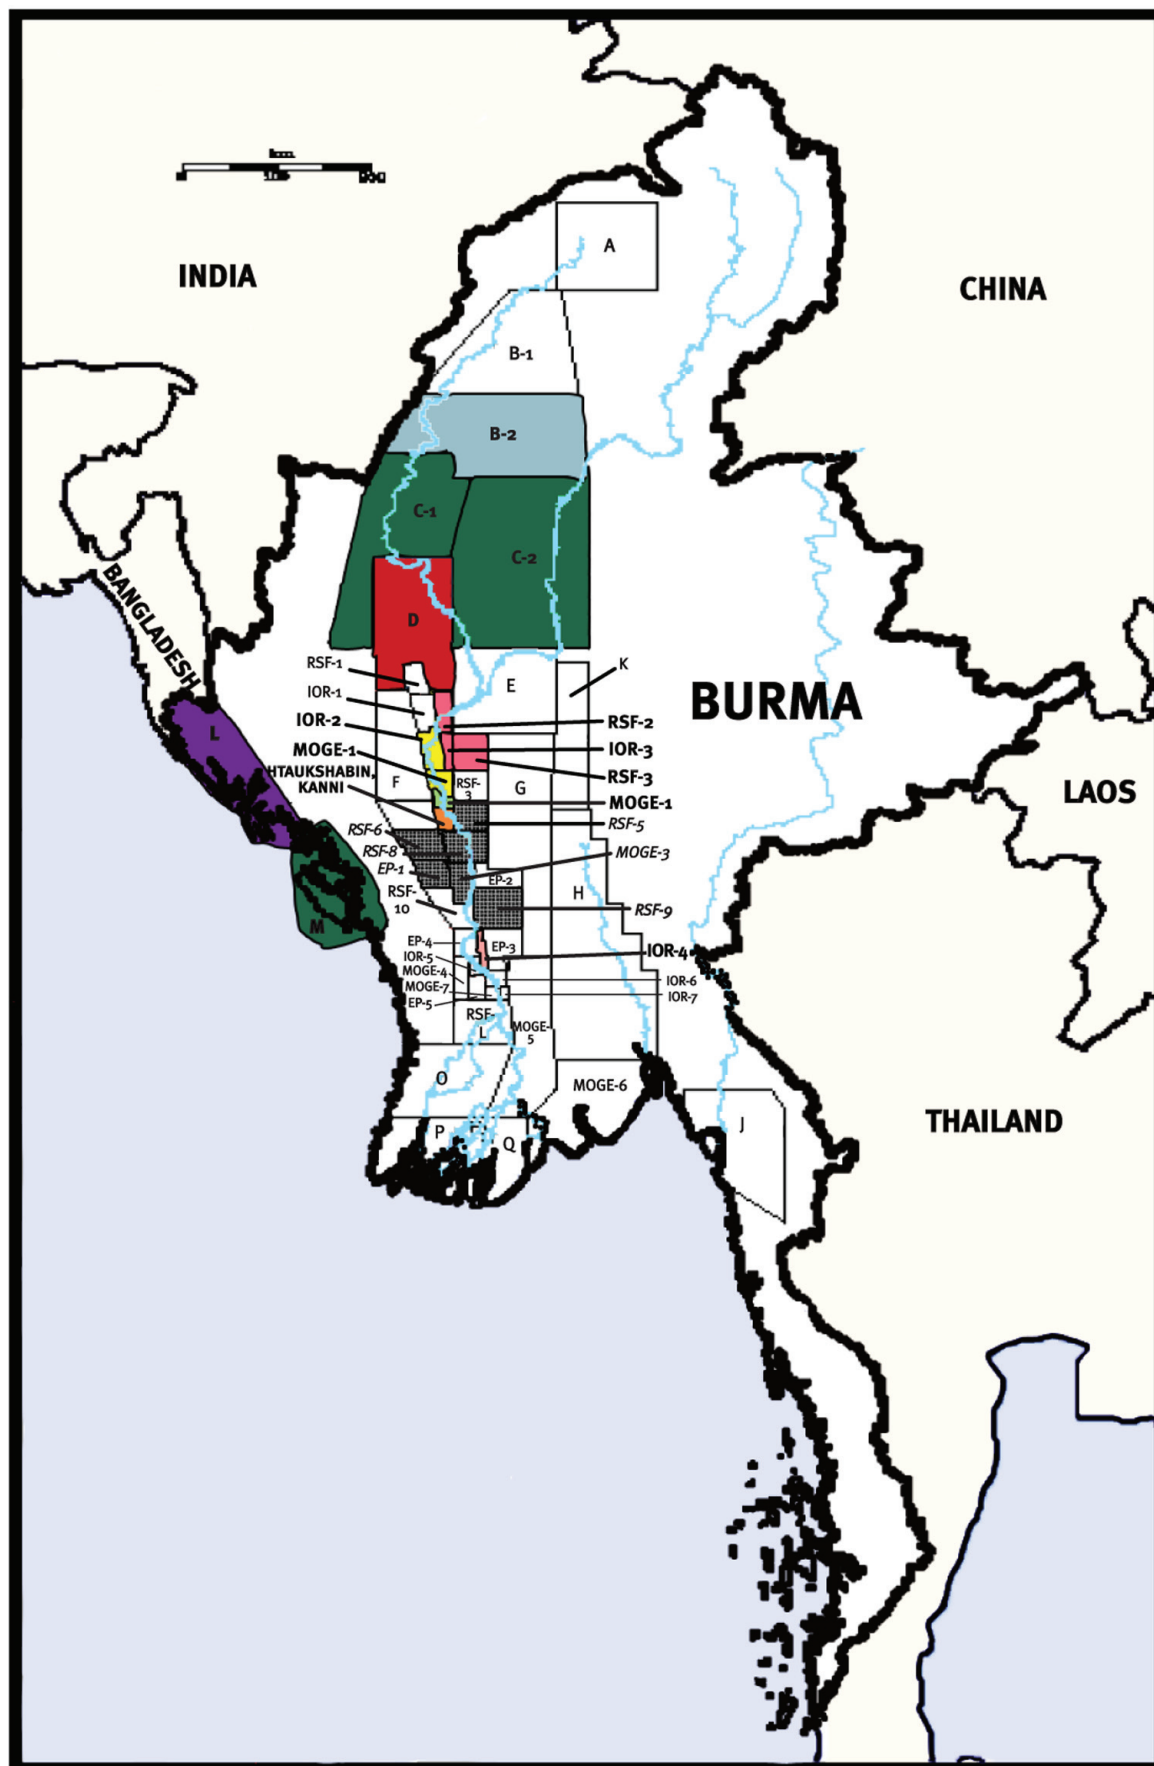 INDIA
CHINA
A
B-1
B-2
C-1
C-2
BANGLADESH
D
RSF-1
K
E
IOR-1
BURMA
L
IOR-2
RSF-2
MOGE-1
IOR-3
HTAUKSHABIN,
KANNI
F
RSF-
3
G
RSF-3
LAOS
MOGE-1
RSF-6
RSF-5
RSF-8
MOGE-3
EP-1
EP-2
RSF-
10
H
RSF-9
M
EP-4
EP-3
IOR-4
IOR-5
MOGE-4
IOR-6
MOGE-7
IOR-7
EP-5
RSF-
L
MOGE-
5
O
MOGE-6
P
Q
J
THAILAND